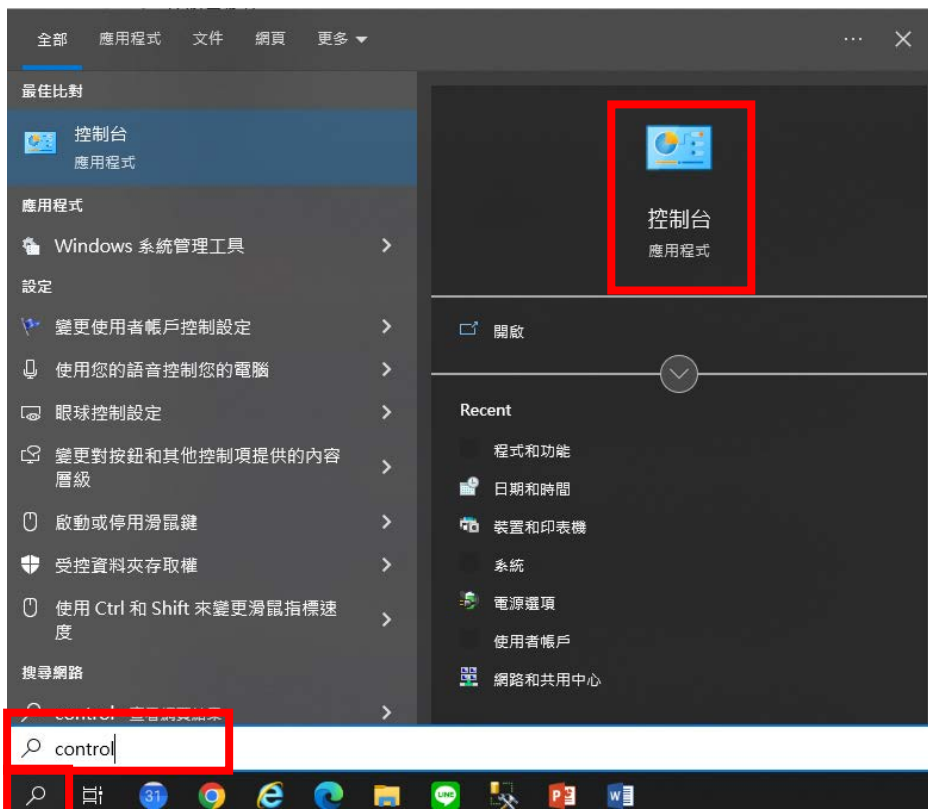 全部 應用程式 文件 網頁 更多
最佳比對
控制台
應用程式
應用程式
Windows 系統管理工具
設定
變更使用者帳戶控制設定
使用您的語音控制您的電腦
眼球控制設定
變更對按鈕和其他控制項提供的內容
層級
啟動或停用滑鼠鍵
受控資料夾存取權
使用 Ctrl 和 Shift 來變更滑鼠指標速
度
搜尋網路
control - 查看網頁結果
control
控制台
應用程式
開啟
Recent
程式和功能
日期和時間
裝置和印表機
系統
電源選項
使用者帳戶
網路和共用中心
31
LINE